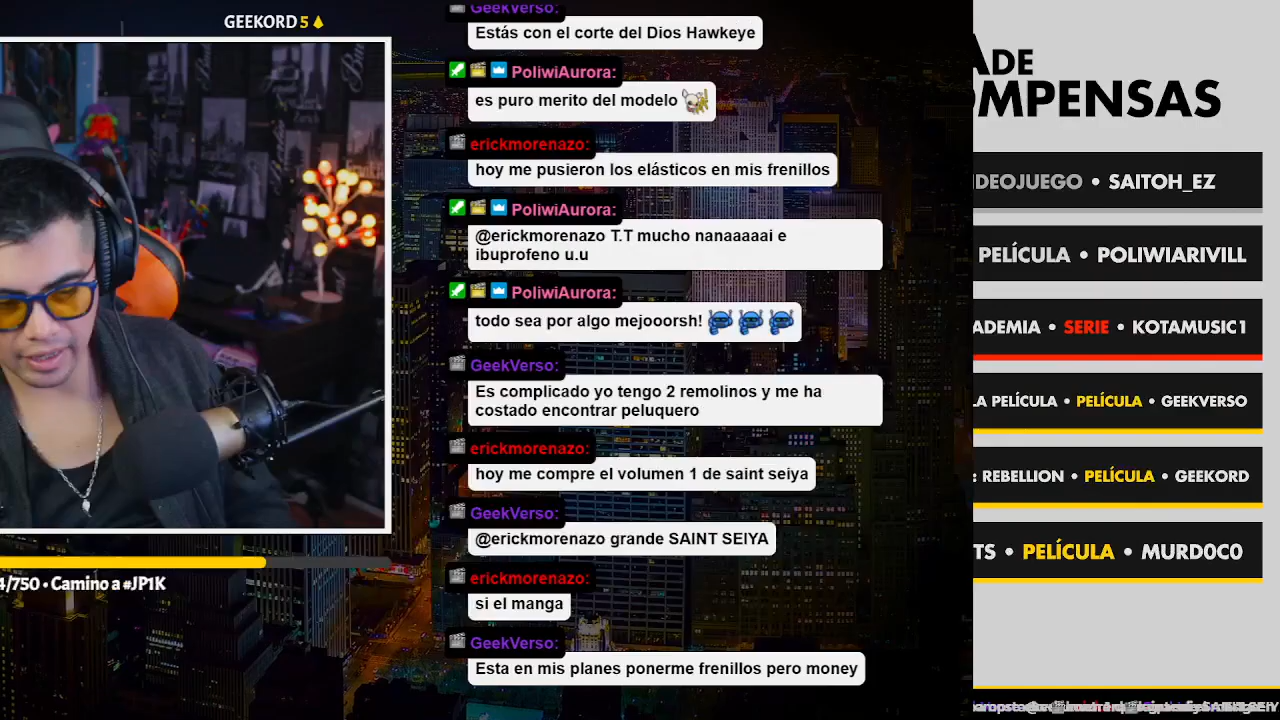 GEEKORD 5
GeekVerso:
Estás con el corte del Dios Hawkeye
PoliwiAurora:
es puro merito del modelo
erickmorenazo:
hoy me pusieron los elásticos en mis frenillos
PoliwiAurora:
@erickmorenazo T.T mucho nanaaaaai e
ibuprofeno u.u
PoliwiAurora:
todo sea por algo mejooorsh!
GeekVerso:
Es complicado yo tengo 2 remolinos y me ha
costado encontrar peluquero
erickmorenazo:
hoy me compre el volumen 1 de saint seiya
GeekVerso:
@erickmorenazo grande SAINT SEIYA
erickmorenazo:
si el manga
GeekVerso:
Esta en mis planes ponerme frenillos pero money
4/750 • Camino a #JP1K
ADE
OMPENSAS
DEOJUEGO • SAITOH_EZ
PELÍCULA • POLIWIARIVILL
ADEMIA • SERIE • KOTAMUSIC1
LA PELÍCULA • PELÍCULA • GEEKVERSO
: REBELLION • PELÍCULA • GEEKORD
TS • PELÍCULA • MURD0C0